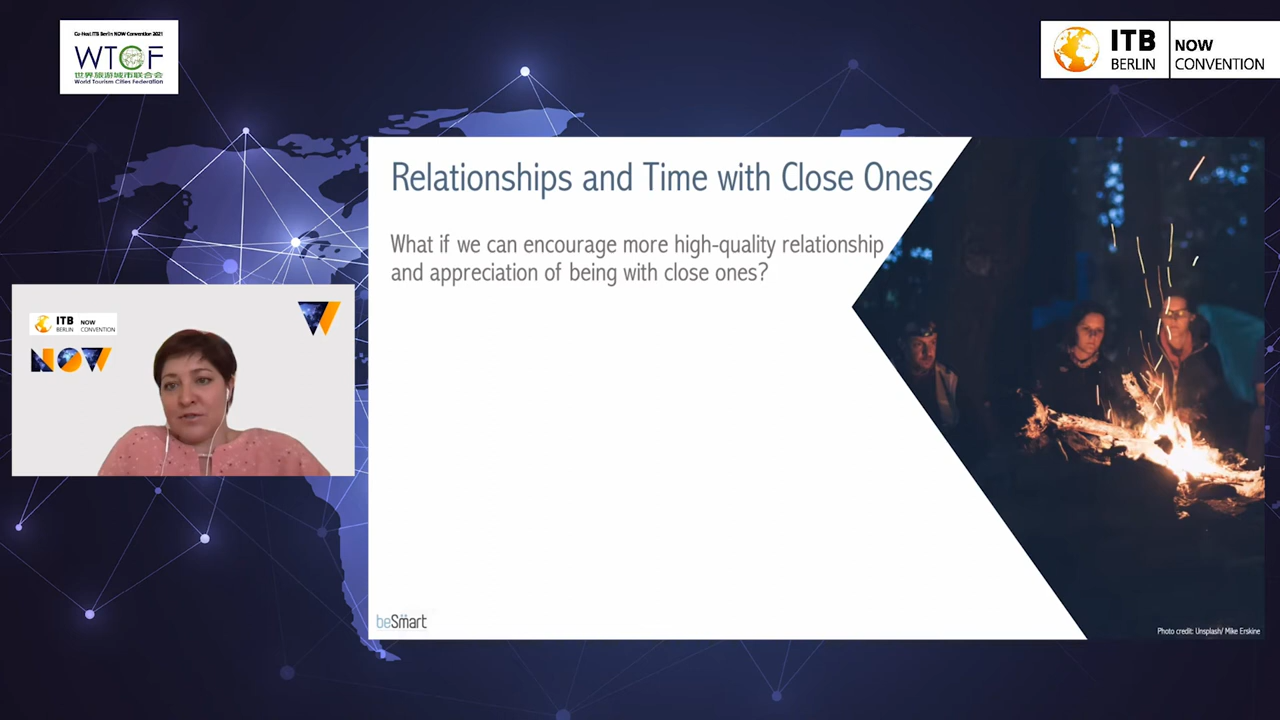 Co-Host ITB Berlin NOW Convention 2021
WTCF
世界旅游城市联合会
World Tourism Cities Federation
ITB
BERLIN
NOW
CONVENTION
Relationships and Time with Close Ones
What if we can encourage more high-quality relationship
and appreciation of being with close ones?
ITB
BERLIN
NOW
CONVENTION
NOW
beSmart
Photo credit: Unsplash/ Mike Erskine